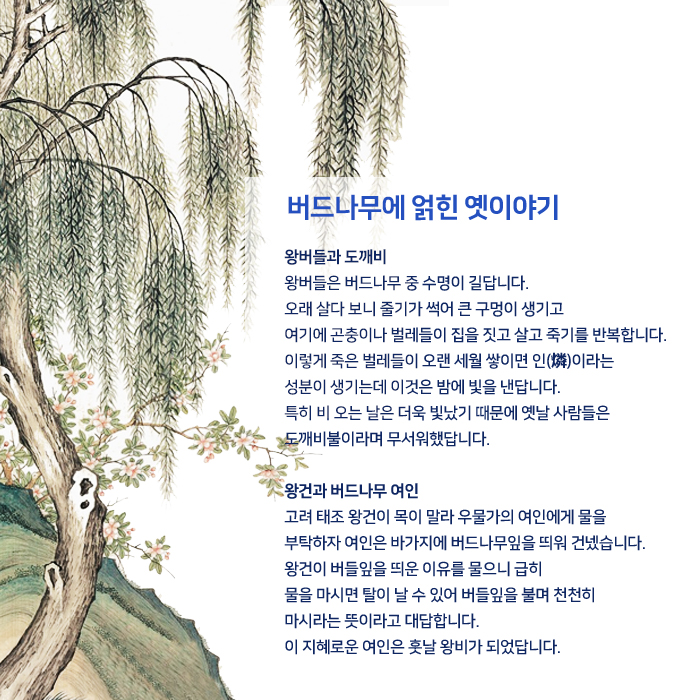 버드나무에 얽힌 옛이야기
왕버들과 도깨비
왕버들은 버드나무 중 수명이 길답니다.
오래 살다 보니 줄기가 썩어 큰 구멍이 생기고
여기에 곤충이나 벌레들이 집을 짓고 살고 죽기를 반복합니다.
이렇게 죽은 벌레들이 오랜 세월 쌓이면 인(燐)이라는
성분이 생기는데 이것은 밤에 빛을 낸답니다.
특히 비 오는 날은 더욱 빛났기 때문에 옛날 사람들은
도깨비불이라며 무서워했답니다.
왕건과 버드나무 여인
고려 태조 왕건이 목이 말라 우물가의 여인에게 물을
부탁하자 여인은 바가지에 버드나무잎을 띄워 건넸습니다.
왕건이 버들잎을 띄운 이유를 물으니 급히
물을 마시면 탈이 날 수 있어 버들잎을 불며 천천히
마시라는 뜻이라고 대답합니다.
이 지혜로운 여인은 훗날 왕비가 되었답니다.